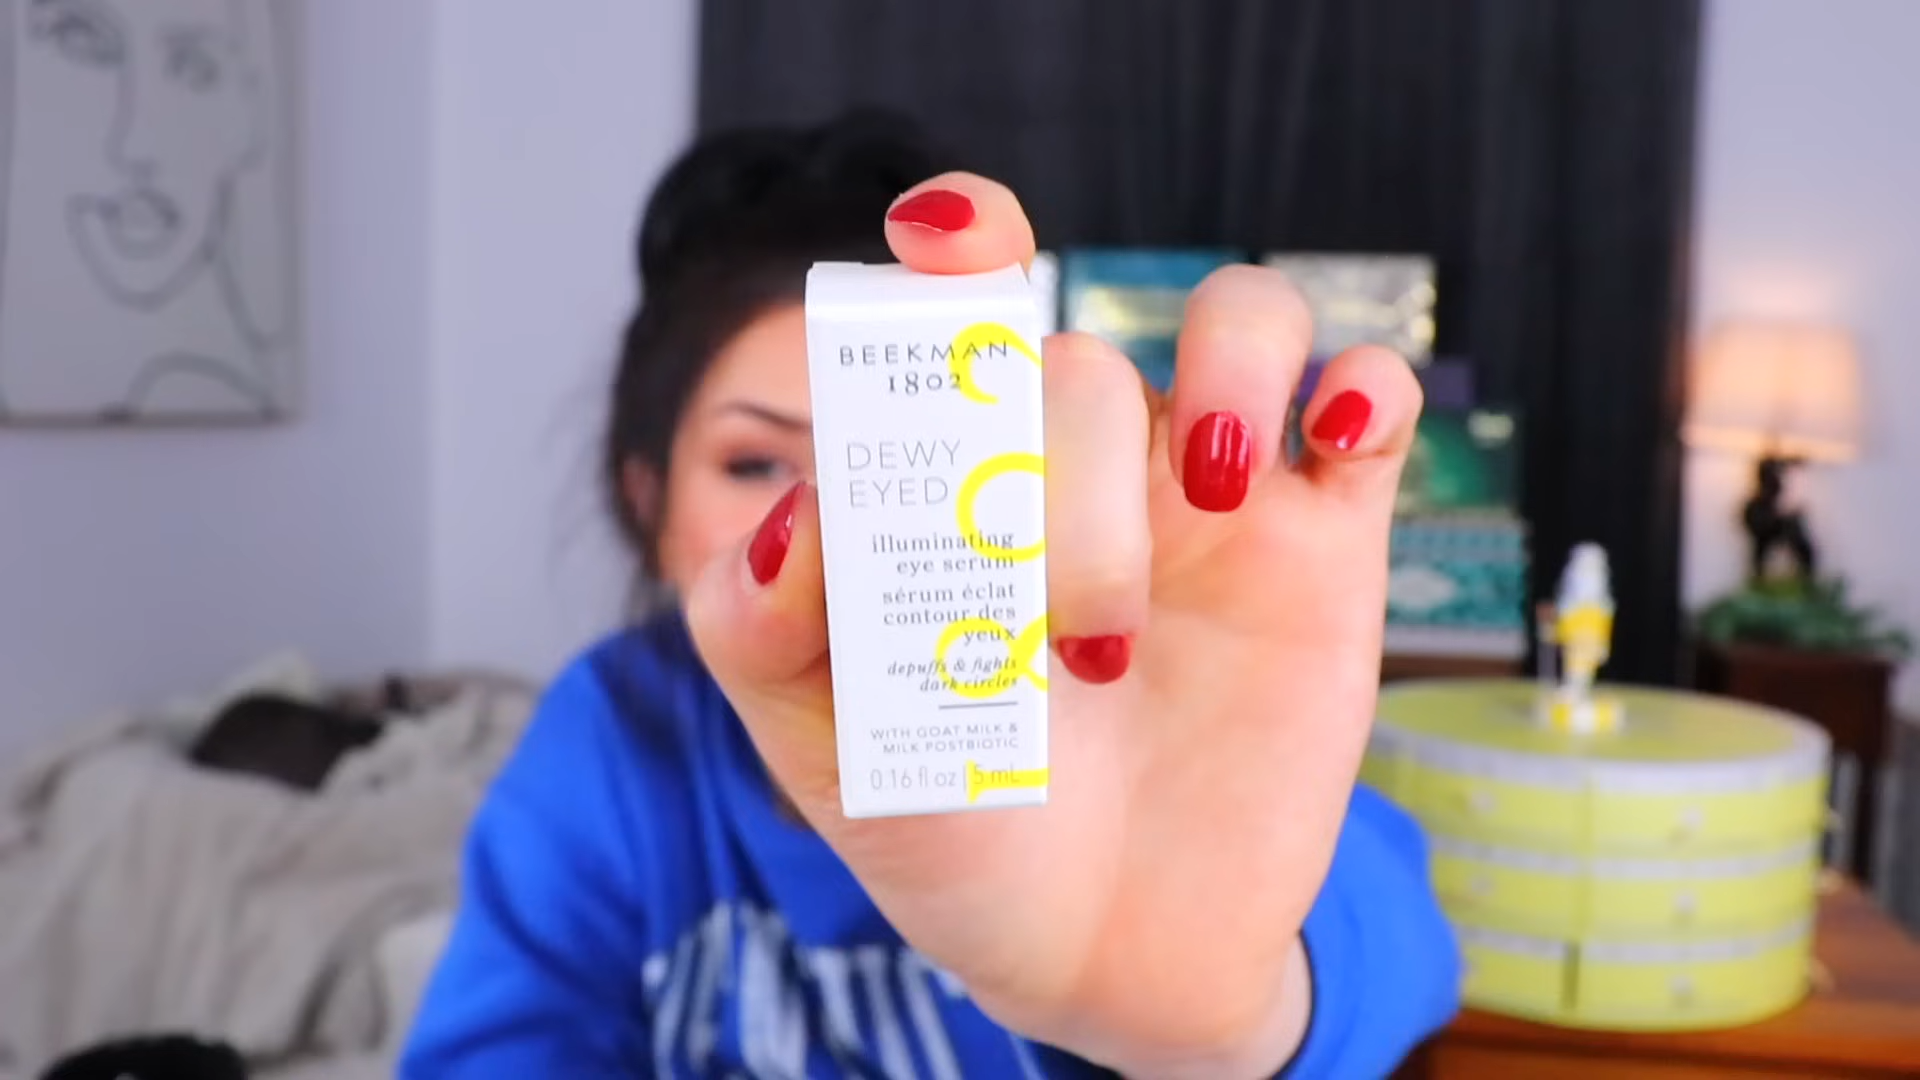 BEEKMAN
1802
DEWY
EYED
illuminating
eye serum
sérum éclat
contour des
yeux
depuffs & fights
dark circles
WITH GOAT MILK &
MILK POSTBIOTIC
0.16 fl oz | 5 mL